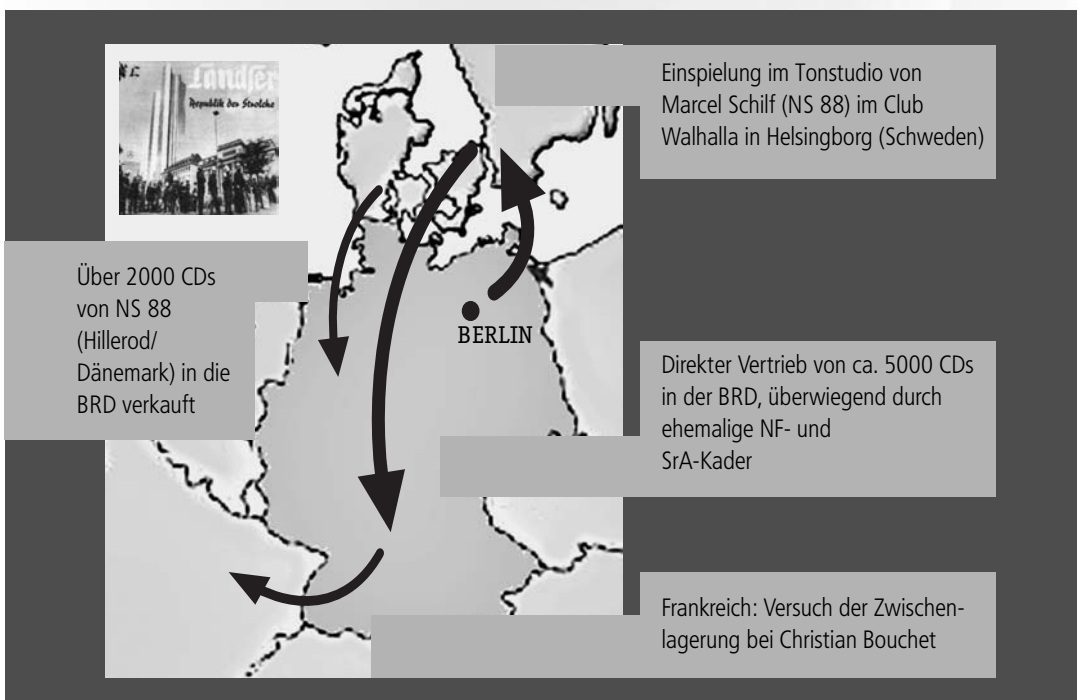 Landser
Republik der Strolche
Einspielung im Tonstudio von
Marcel Schilf (NS 88) im Club
Walhalla in Helsingborg (Schweden)
Über 2000 CDs
von NS 88
(Hillerod/
Dänemark) in die
BRD verkauft
BERLIN
Direkter Vertrieb von ca. 5000 CDs
in der BRD, überwiegend durch
ehemalige NF- und
SrA-Kader
Frankreich: Versuch der Zwischen-
lagerung bei Christian Bouchet